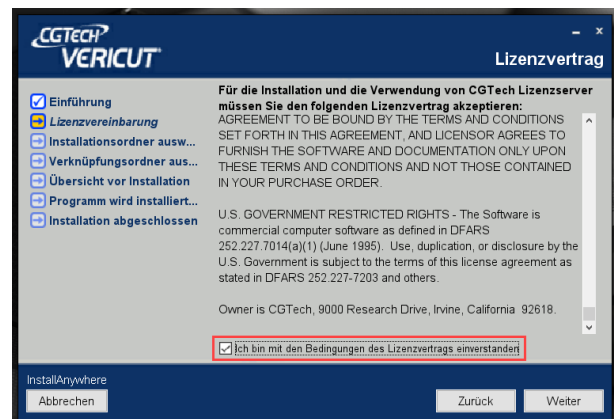 CGTECH
VERICUT
Lizenzvertrag
Einführung
Lizenzvereinbarung
Installationsordner ausw...
Verknüpfungsordner aus...
Übersicht vor Installation
Programm wird installiert...
Installation abgeschlossen
Für die Installation und die Verwendung von CGTech Lizenzserver
müssen Sie den folgenden Lizenzvertrag akzeptieren:
AGREEMENT TO BE BOUND BY THE TERMS AND CONDITIONS
SET FORTH IN THIS AGREEMENT, AND LICENSOR AGREES TO
FURNISH THE SOFTWARE AND DOCUMENTATION ONLY UPON
THESE TERMS AND CONDITIONS AND NOT THOSE CONTAINED
IN YOUR PURCHASE ORDER.
U.S. GOVERNMENT RESTRICTED RIGHTS - The Software is
commercial computer software as defined in DFARS
252.227.7014(a)(1) (June 1995). Use, duplication, or disclosure by the
U.S. Government is subject to the terms of this license agreement as
stated in DFARS 252.227-7203 and others.
Owner is CGTech, 9000 Research Drive, Irvine, California 92618.
Ich bin mit den Bedingungen des Lizenzvertrags einverstanden
InstallAnywhere
Abbrechen
Zurück
Weiter